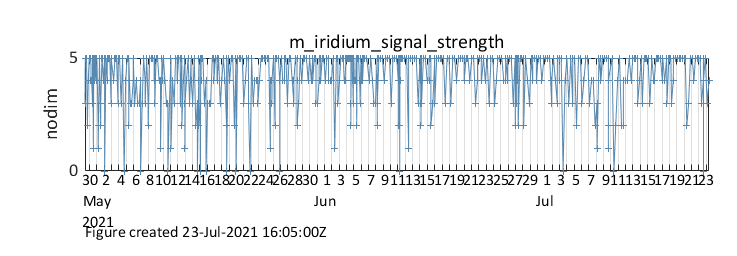 m_iridium_signal_strength
5
nodim
0
30 2 4 6 8 10 12 14 16 18 20 22 24 26 28 30 1 3 5 7 9 11 13 15 17 19 21 23 25 27 29 1 3 5 7 9 11 13 15 17 19 21 23
May Jun Jul
2021
Figure created 23-Jul-2021 16:05:00Z